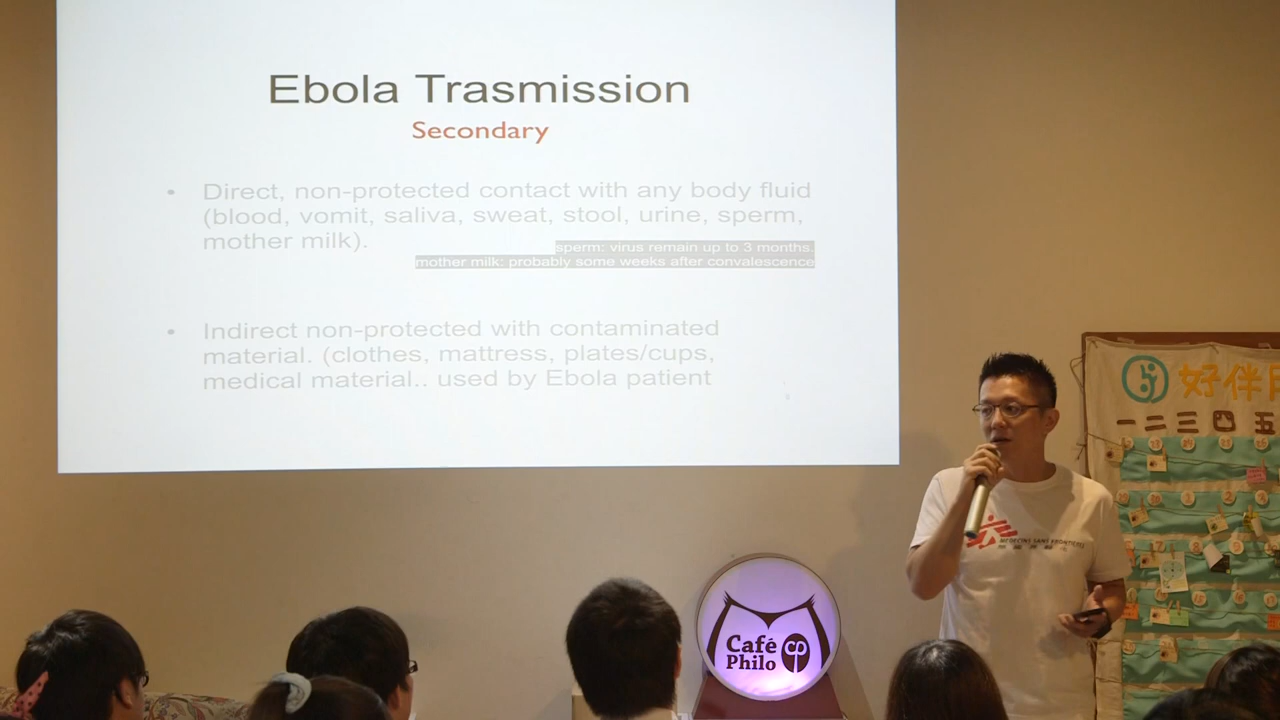 Ebola Trasmission
Secondary
• Direct, non-protected contact with any body fluid
(blood, vomit, saliva, sweat, stool, urine, sperm,
mother milk).
sperm: virus remain up to 3 months.
mother milk: probably some weeks after convalescence
• Indirect non-protected with contaminated
material. (clothes, mattress, plates/cups,
medical material.. used by Ebola patient
好伴
一 二 三 四 五
MEDECINS SANS FRONTIERES
Café
Philo